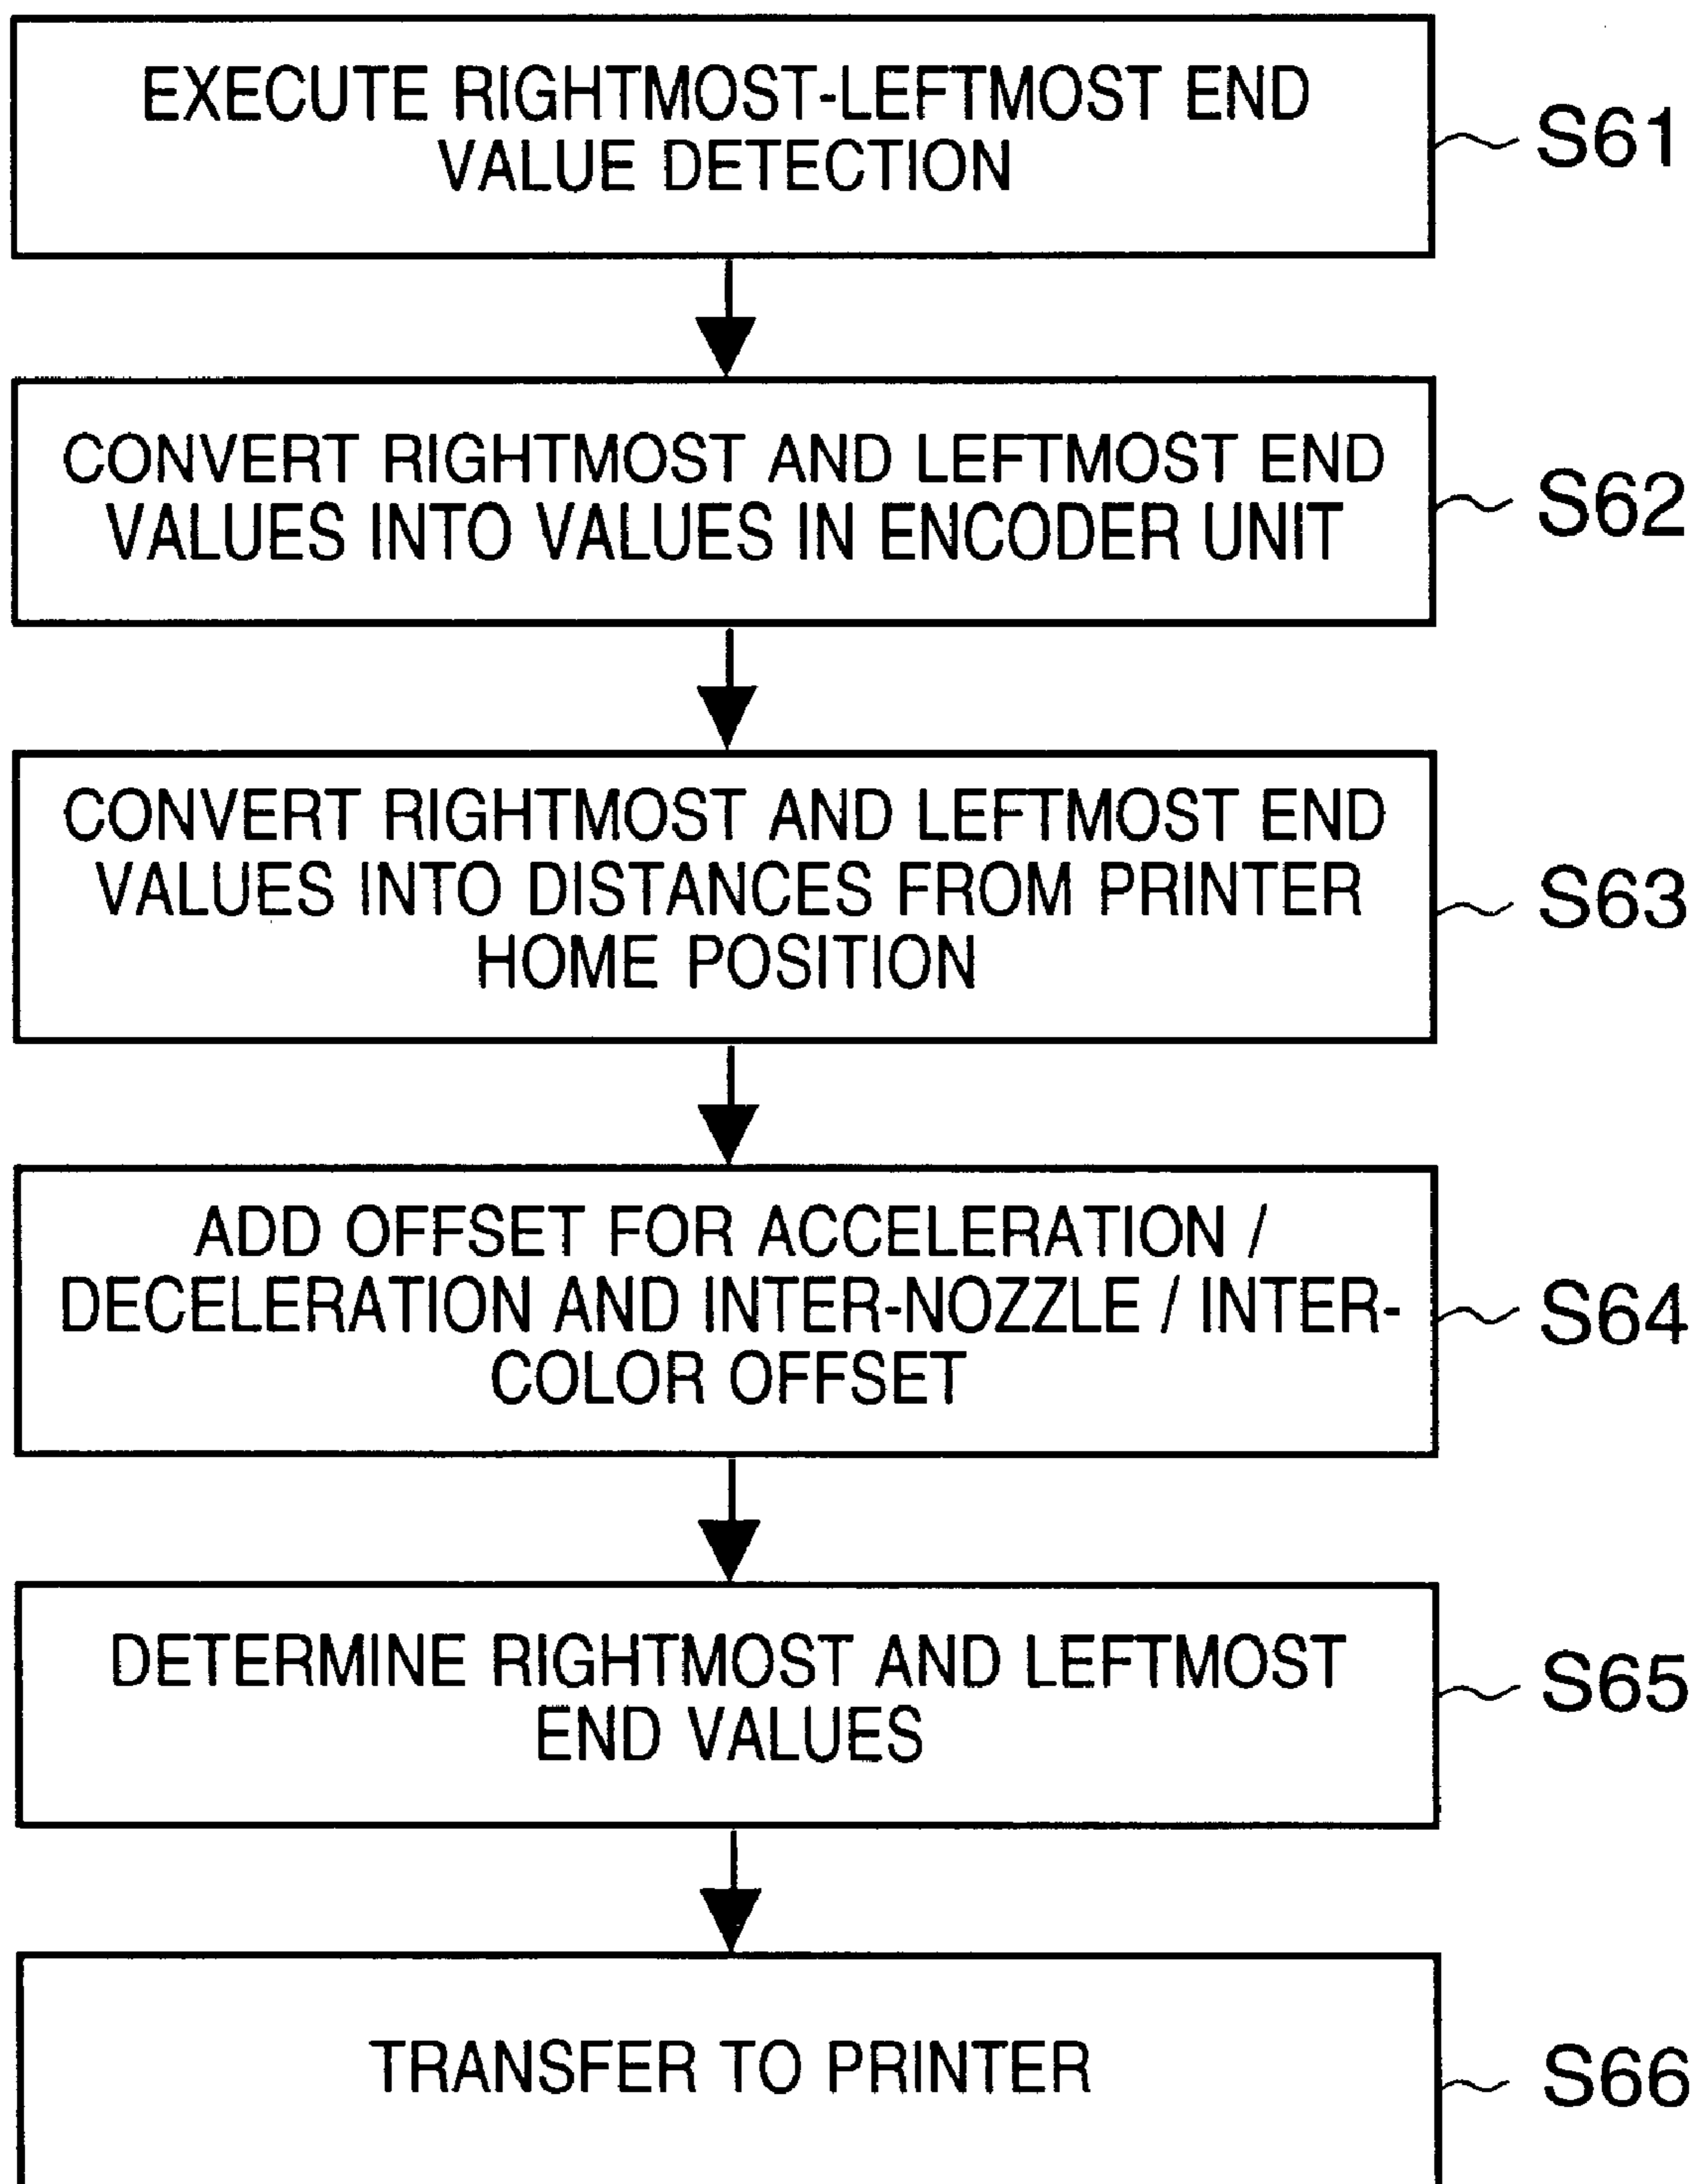 EXECUTE RIGHTMOST-LEFTMOST END
VALUE DETECTION
S61
CONVERT RIGHTMOST AND LEFTMOST END
VALUES INTO VALUES IN ENCODER UNIT
S62
CONVERT RIGHTMOST AND LEFTMOST END
VALUES INTO DISTANCES FROM PRINTER
HOME POSITION
S63
ADD OFFSET FOR ACCELERATION /
DECELERATION AND INTER-NOZZLE / INTER-
COLOR OFFSET
S64
DETERMINE RIGHTMOST AND LEFTMOST
END VALUES
S65
TRANSFER TO PRINTER
S66